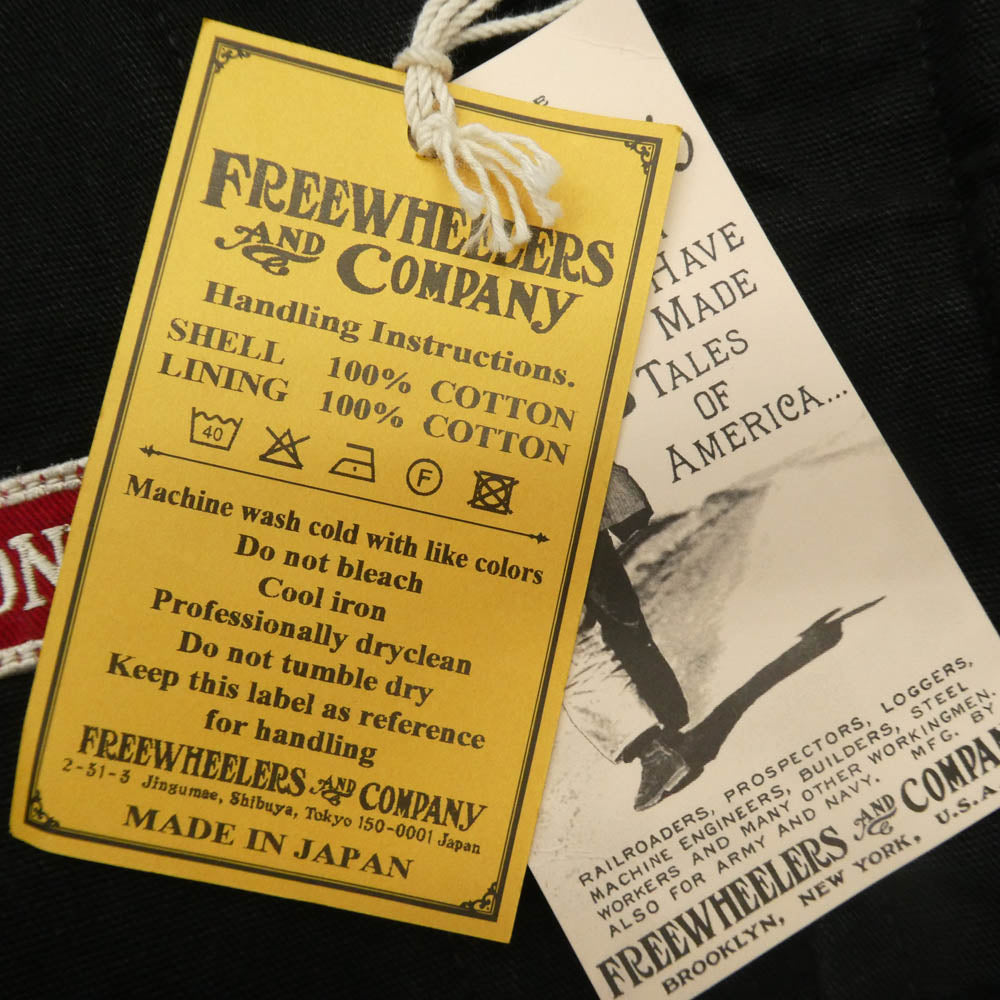 FREEWHEELERS
AND COMPANY
Handling Instructions.
SHELL 100% COTTON
LINING 100% COTTON
40
F
Machine wash cold with like colors
Do not bleach
Cool iron
Professionally dryclean
Do not tumble dry
Keep this label as reference
for handling
FREEWHEELERS AND COMPANY
2-31-3 Jingumae, Shibuya, Tokyo 150-0001 Japan
MADE IN JAPAN
HAVE
MADE
TALES
OF
AMERICA...
RAILROADERS, PROSPECTORS, LOGGERS,
MACHINE ENGINEERS, BUILDERS, STEEL
WORKERS AND MANY OTHER WORKINGMEN.
ALSO FOR ARMY AND NAVY. MFG. BY
FREEWHEELERS AND COMPA
BROOKLYN, NEW YORK, U.S.A
ON